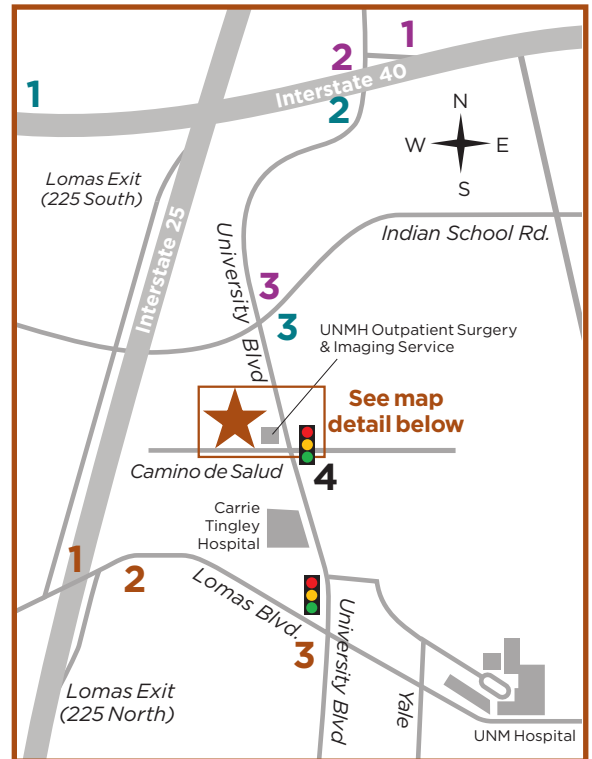 1
2
Interstate 40
1
2
N
W
E
S
Lomas Exit
(225 South)
Interstate 25
University Blvd
Indian School Rd.
3
3
UNMH Outpatient Surgery
& Imaging Service
See map
detail below
Camino de Salud
4
Carrie
Tingley
Hospital
1
2
Lomas Blvd.
3
University Blvd
Yale
Lomas Exit
(225 North)
UNM Hospital